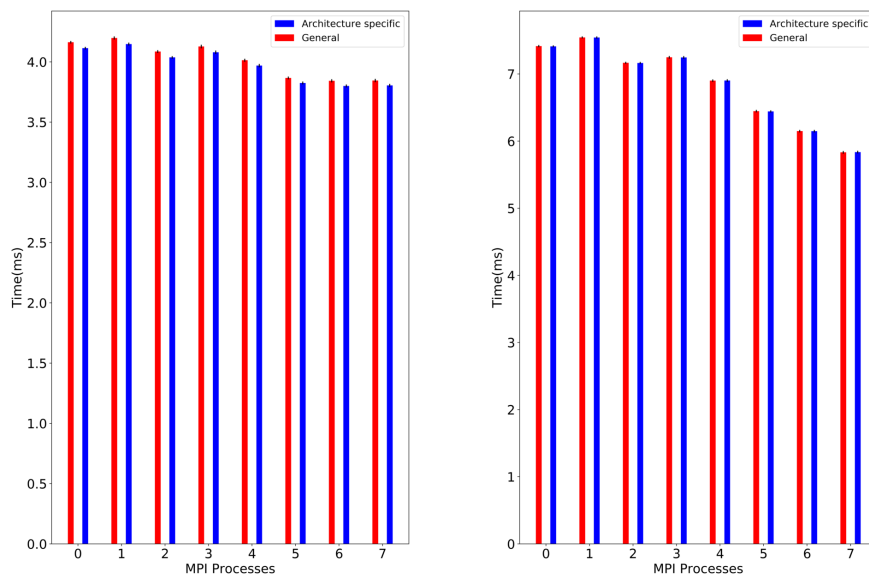 Architecture specific
General
4.0
3.5
3.0
2.5
2.0
1.5
1.0
0.5
0.0
Time(ms)
0 1 2 3 4 5 6 7
MPI Processes
Architecture specific
General
7
6
5
4
3
2
1
0
Time(ms)
0 1 2 3 4 5 6 7
MPI Processes